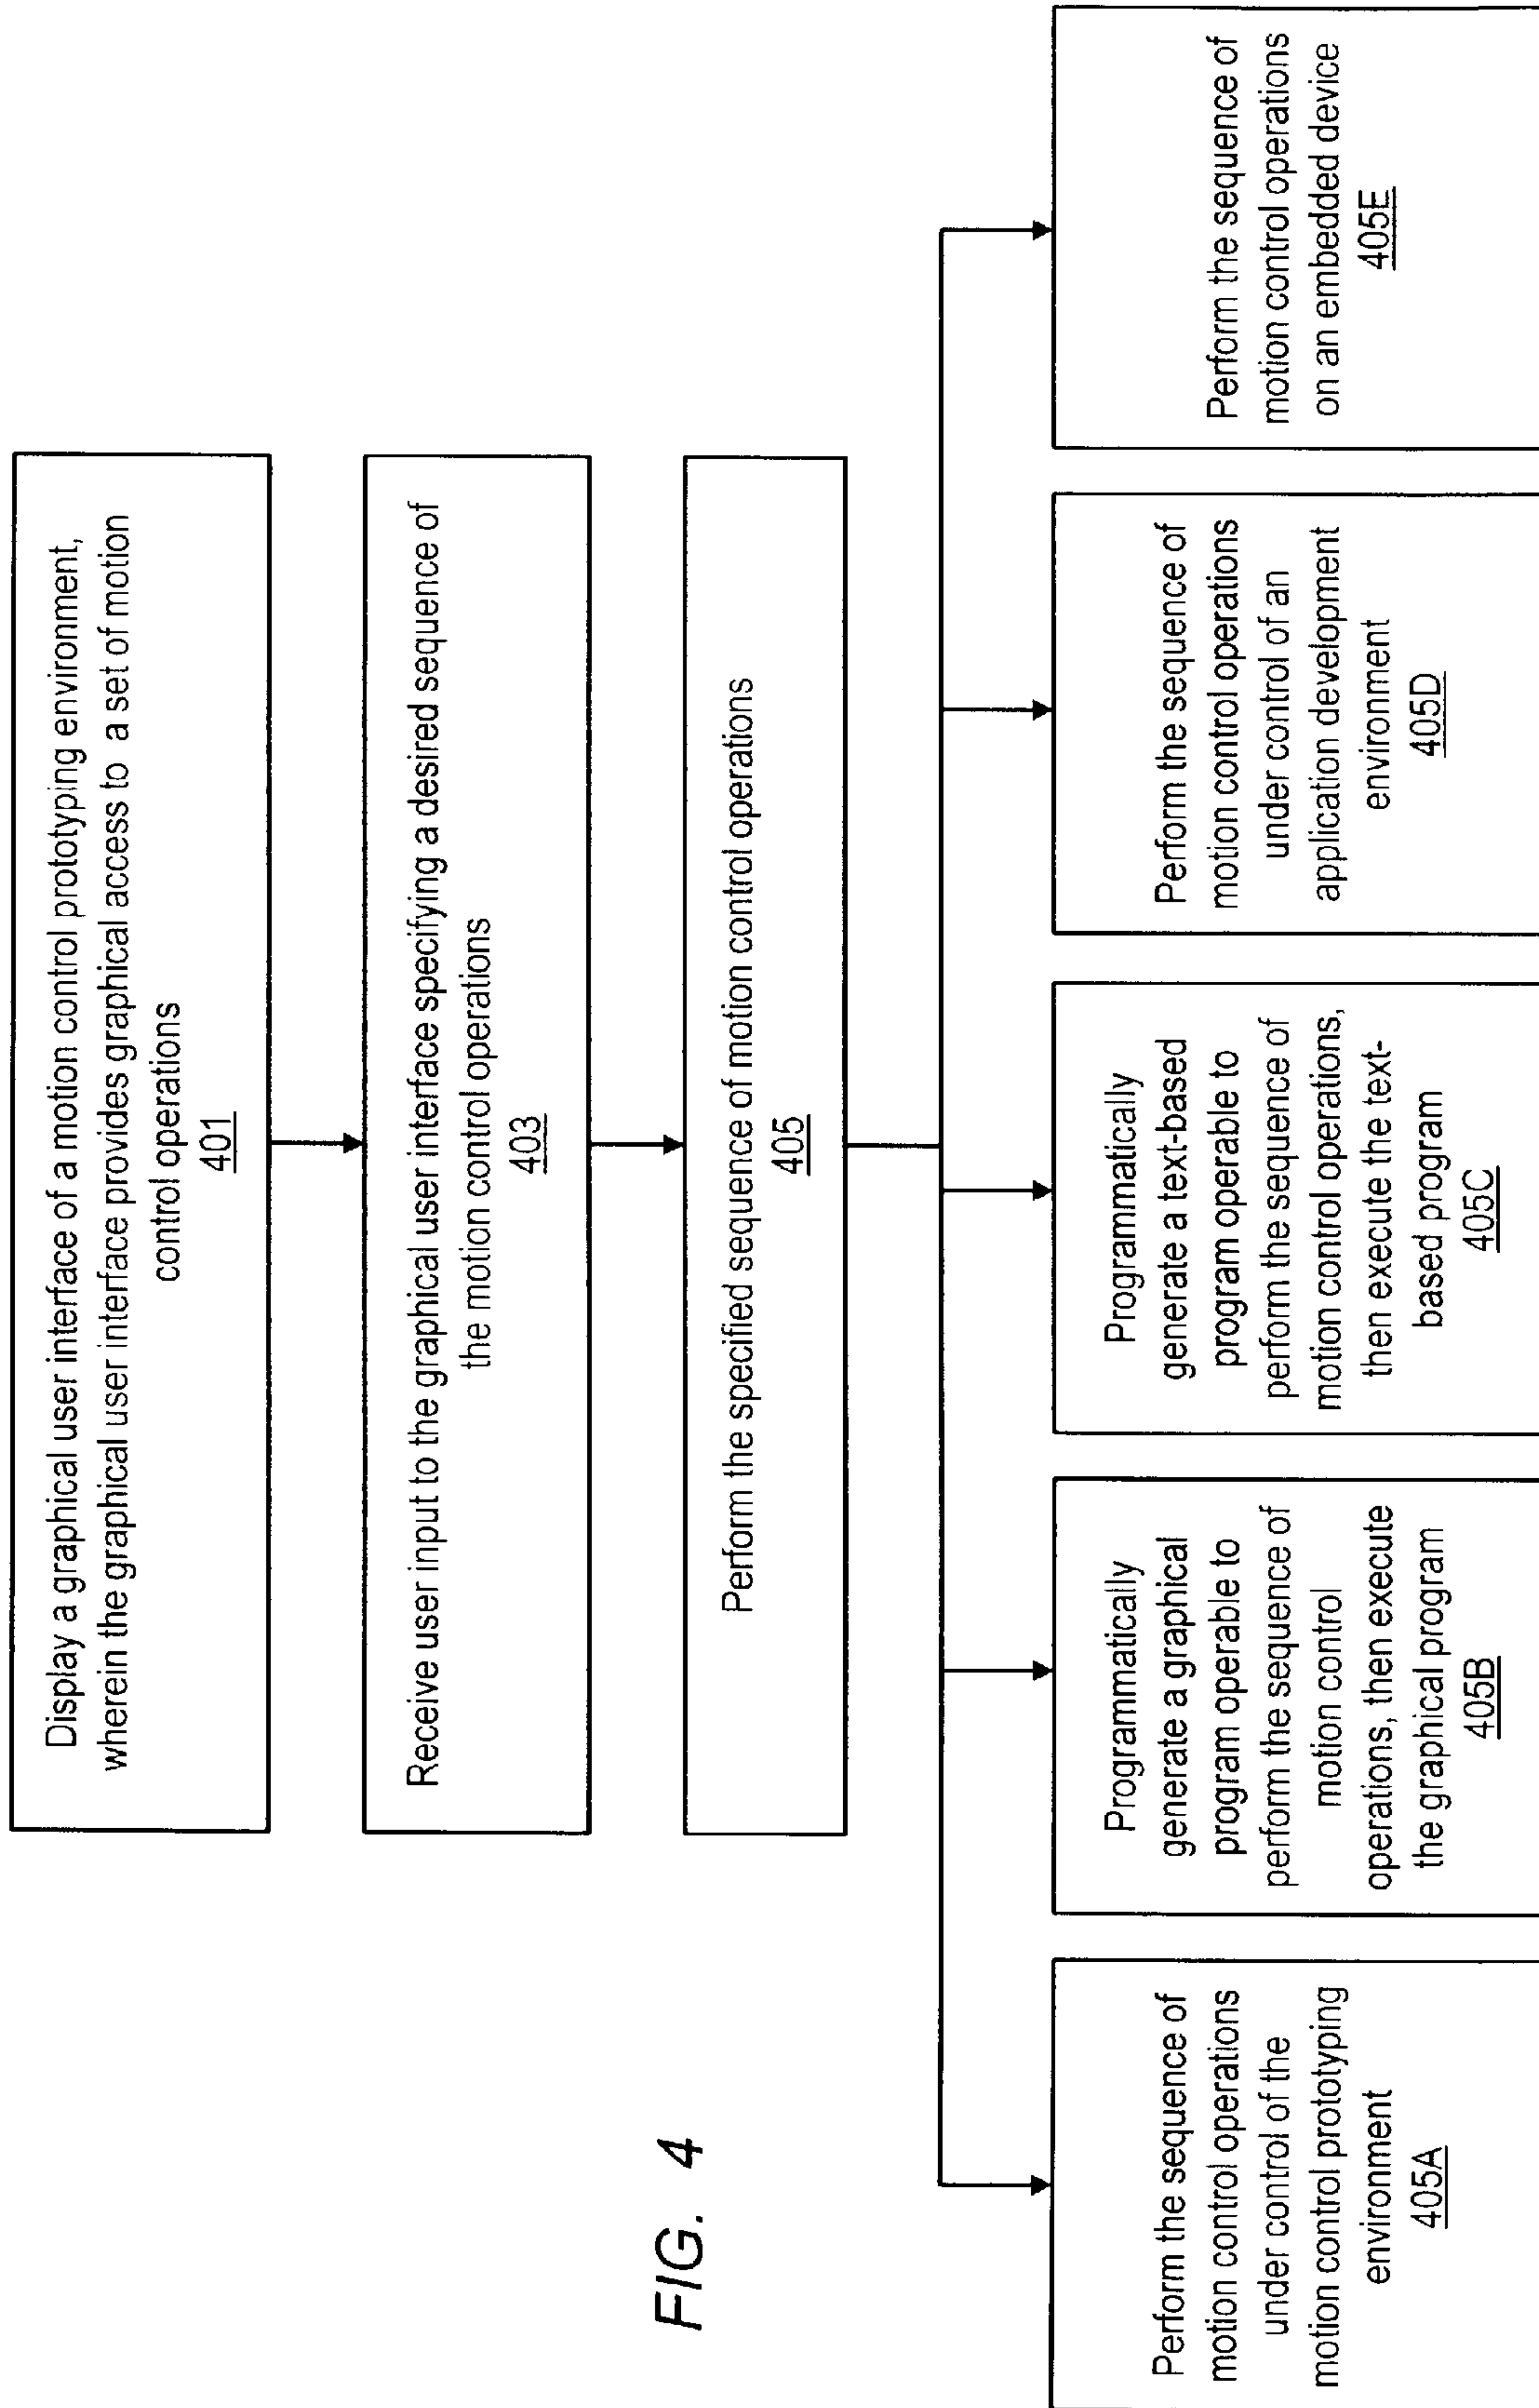 Display a graphical user interface of a motion control prototyping environment,
wherein the graphical user interface provides graphical access to a set of motion
control operations
401
Receive user input to the graphical user interface specifying a desired sequence of
the motion control operations
403
Perform the specified sequence of motion control operations
405
FIG. 4
Perform the sequence of
motion control operations
under control of the
motion control prototyping
environment
405A
Programmatically
generate a graphical
program operable to
perform the sequence of
motion control
operations, then execute
the graphical program
405B
Programmatically
generate a text-based
program operable to
perform the sequence of
motion control operations,
then execute the text-
based program
405C
Perform the sequence of
motion control operations
under control of an
application development
environment
405D
Perform the sequence of
motion control operations
on an embedded device
405E